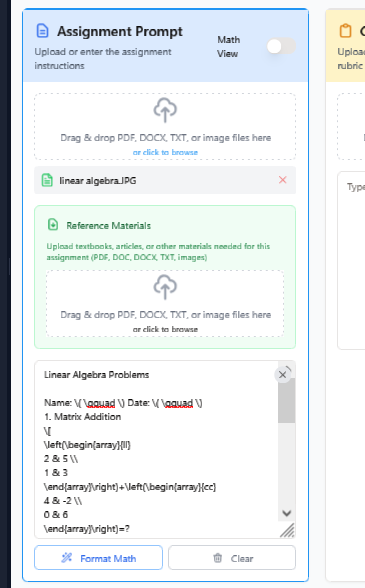 Assignment Prompt
Upload or enter the assignment
instructions
Math
View
Drag & drop PDF, DOCX, TXT, or image files here
or click to browse
linear algebra.JPG
Reference Materials
Upload textbooks, articles, or other materials needed for this
assignment (PDF, DOC, DOCX, TXT, images)
Drag & drop PDF, DOCX, TXT, or image files here
or click to browse
Linear Algebra Problems
Name: \( \qquad \) Date: \( \qquad \)
1. Matrix Addition
\[
\left(\begin{array}{ll}
2 & 5 \\
1 & 3
\end{array}\right)+\left(\begin{array}{cc}
4 & -2 \\
0 & 6
\end{array}\right)=?
Format Math
Clear
rubric
Type